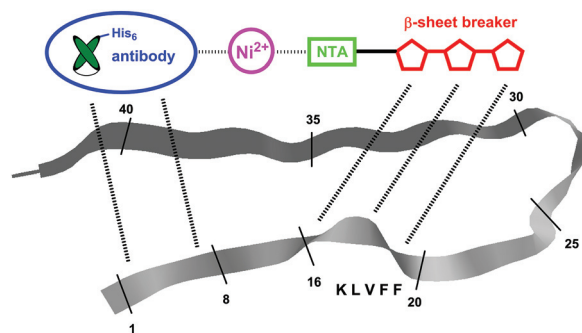 His6
antibody
Ni2+
NTA
β-sheet breaker
40
35
30
25
20
16
8
1
KLVFF